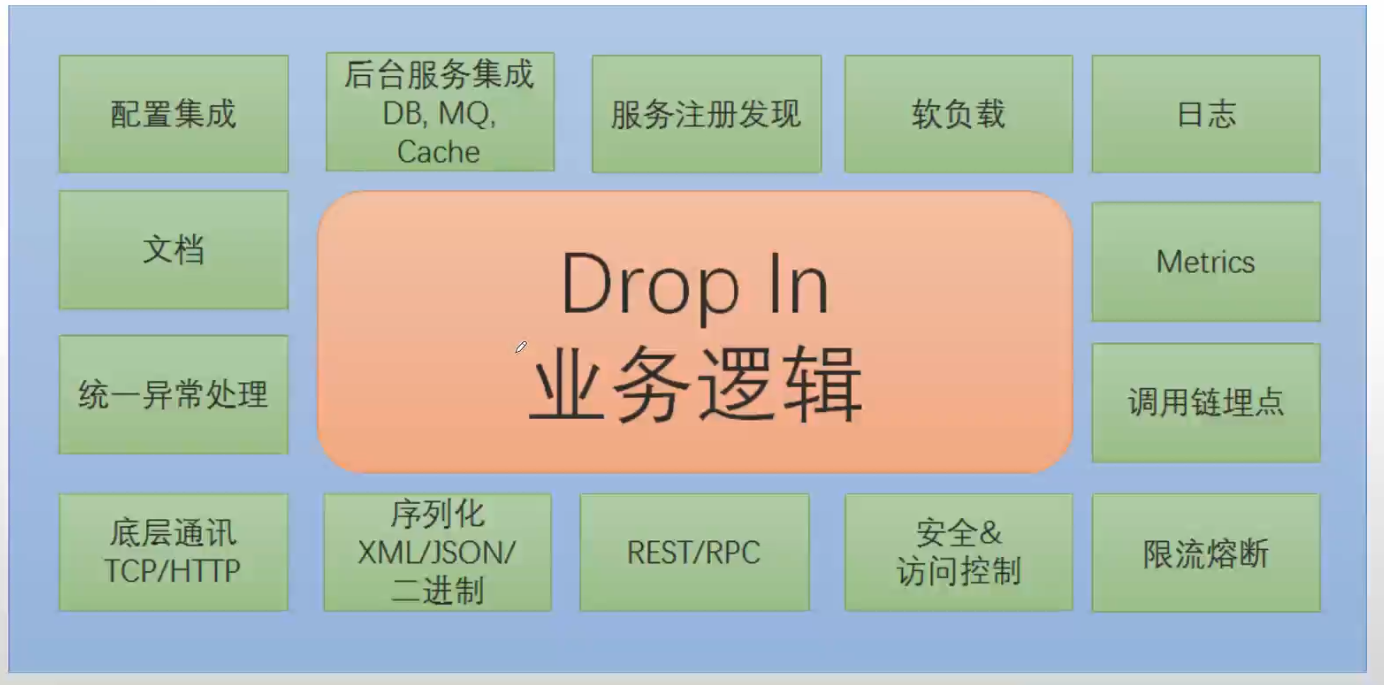 配置集成
后台服务集成
DB, MQ,
Cache
服务注册发现
软负载
日志
文档
Drop In
业务逻辑
Metrics
统一异常处理
调用链埋点
底层通讯
TCP/HTTP
序列化
XML/JSON/
二进制
REST/RPC
安全&
访问控制
限流熔断